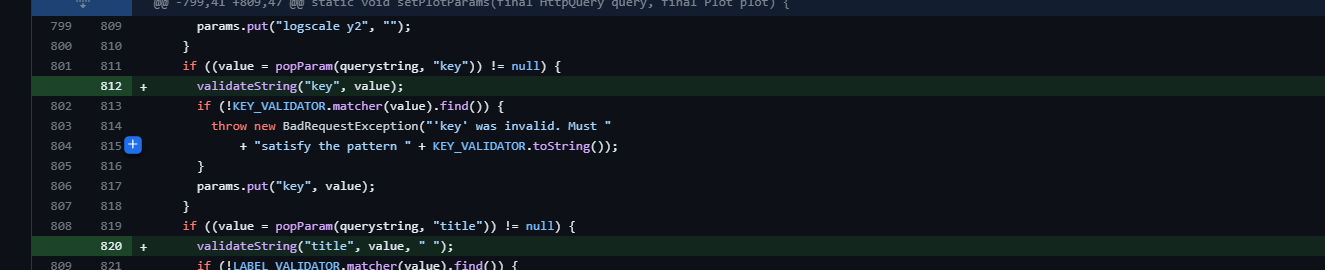 @@ -799,41 +809,47 @@ static void setPlotParams(final HttpQuery query, final Plot plot) {
799 809 params.put("logscale y2", "");
800 810 }
801 811 if ((value = popParam(querystring, "key")) != null) {
812 + validateString("key", value);
802 813 if (!KEY_VALIDATOR.matcher(value).find()) {
803 814 throw new BadRequestException("'key' was invalid. Must "
804 815 + + "satisfy the pattern " + KEY_VALIDATOR.toString());
805 816 }
806 817 params.put("key", value);
807 818 }
808 819 if ((value = popParam(querystring, "title")) != null) {
820 + validateString("title", value, " ");
809 821 if (!LABEL_VALIDATOR.matcher(value).find()) {